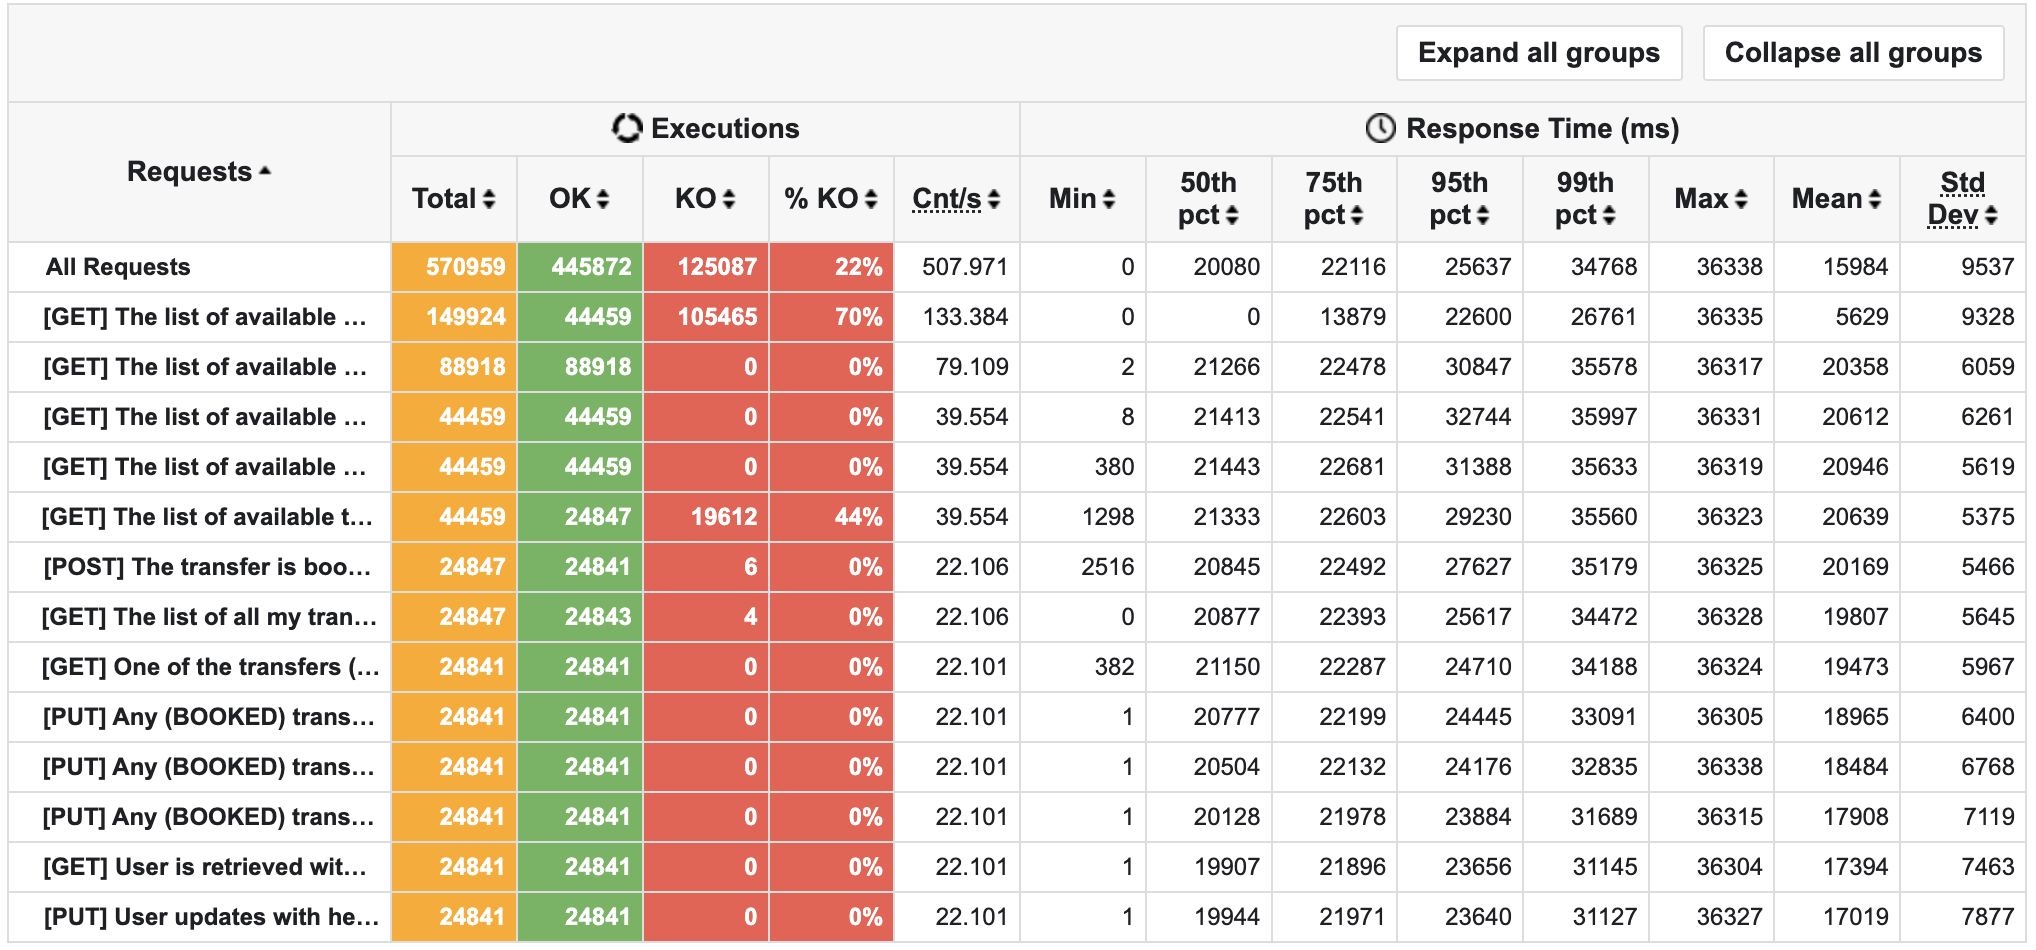 Expand all groups Collapse all groups
Requests Executions Response Time (ms)
Total OK KO % KO Cnt/s Min 50th pct 75th pct 95th pct 99th pct Max Mean Std Dev
All Requests 570959 445872 125087 22% 507.971 0 20080 22116 25637 34768 36338 15984 9537
[GET] The list of available ... 149924 44459 105465 70% 133.384 0 0 13879 22600 26761 36335 5629 9328
[GET] The list of available ... 88918 88918 0 0% 79.109 2 21266 22478 30847 35578 36317 20358 6059
[GET] The list of available ... 44459 44459 0 0% 39.554 8 21413 22541 32744 35997 36331 20612 6261
[GET] The list of available ... 44459 44459 0 0% 39.554 380 21443 22681 31388 35633 36319 20946 5619
[GET] The list of available t... 44459 24847 19612 44% 39.554 1298 21333 22603 29230 35560 36323 20639 5375
[POST] The transfer is boo... 24847 24841 6 0% 22.106 2516 20845 22492 27627 35179 36325 20169 5466
[GET] The list of all my tran... 24847 24843 4 0% 22.106 0 20877 22393 25617 34472 36328 19807 5645
[GET] One of the transfers (... 24841 24841 0 0% 22.101 382 21150 22287 24710 34188 36324 19473 5967
[PUT] Any (BOOKED) trans... 24841 24841 0 0% 22.101 1 20777 22199 24445 33091 36305 18965 6400
[PUT] Any (BOOKED) trans... 24841 24841 0 0% 22.101 1 20504 22132 24176 32835 36338 18484 6768
[PUT] Any (BOOKED) trans... 24841 24841 0 0% 22.101 1 20128 21978 23884 31689 36315 17908 7119
[GET] User is retrieved wit... 24841 24841 0 0% 22.101 1 19907 21896 23656 31145 36304 17394 7463
[PUT] User updates with he... 24841 24841 0 0% 22.101 1 19944 21971 23640 31127 36327 17019 7877